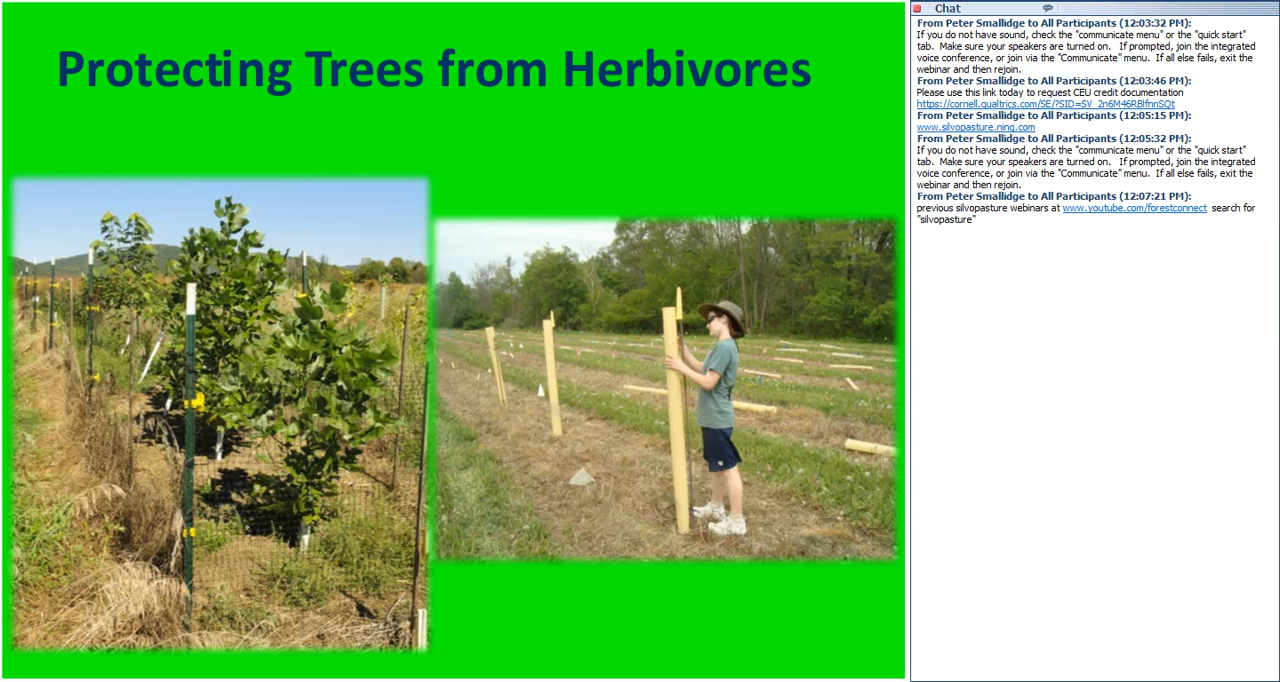 Protecting Trees from Herbivores
Chat
From Peter Smallidge to All Participants (12:03:32 PM):
If you do not have sound, check the "communicate menu" or the "quick start"
tab.  Make sure your speakers are turned on.   If prompted, join the integrated
voice conference, or join via the "Communicate" menu.  If all else fails, exit the
webinar and then rejoin.
From Peter Smallidge to All Participants (12:03:46 PM):
Please use this link today to request CEU credit documentation
https://cornell.qualtrics.com/SE/?SID=SV_2n6M46RBlfnnSQt
From Peter Smallidge to All Participants (12:05:15 PM):
www.silvopasture.ning.com
From Peter Smallidge to All Participants (12:05:32 PM):
If you do not have sound, check the "communicate menu" or the "quick start"
tab.  Make sure your speakers are turned on.   If prompted, join the integrated
voice conference, or join via the "Communicate" menu.  If all else fails, exit the
webinar and then rejoin.
From Peter Smallidge to All Participants (12:07:21 PM):
previous silvopasture webinars at www.youtube.com/forestconnect  search for
"silvopasture"